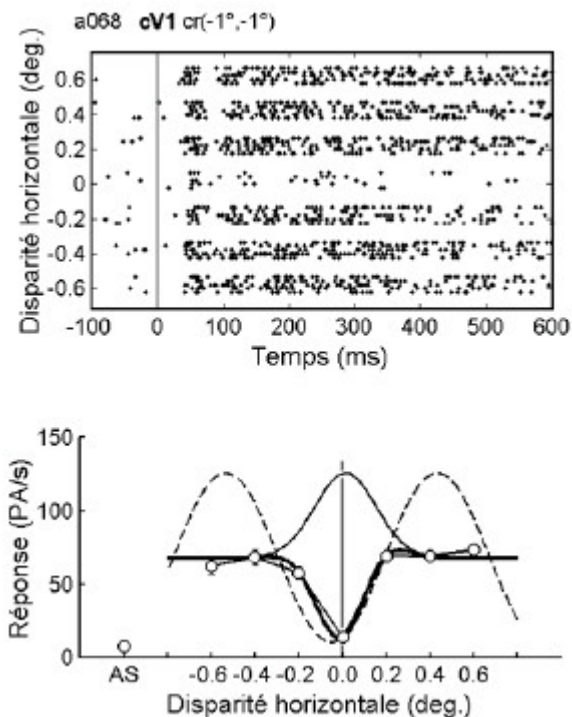 a068 cV1 cr(-1°,-1°)
Disparité horizontale (deg.)
0.6
0.4
0.2
0
-0.2
-0.4
-0.6
-100 0 100 200 300 400 500 600
Temps (ms)
Réponse (PA/s)
150
100
50
0
AS -0.6 -0.4 -0.2 0.0 0.2 0.4 0.6
Disparité horizontale (deg.)